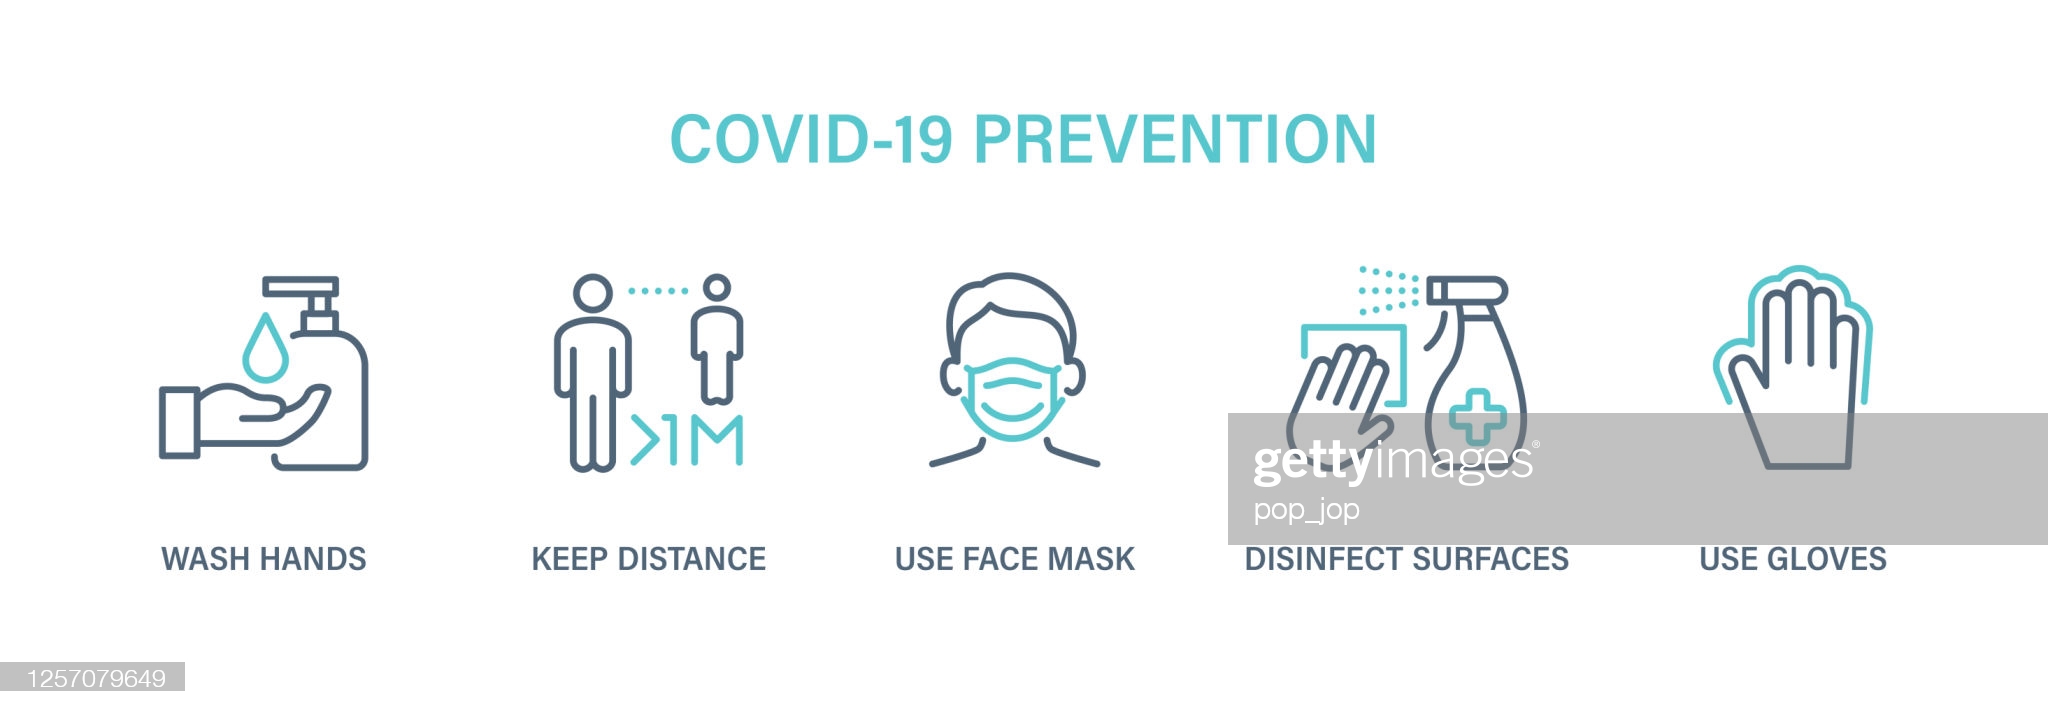 COVID-19 PREVENTION
>1M
gettyimages®
pop_jop
WASH HANDS
KEEP DISTANCE
USE FACE MASK
DISINFECT SURFACES
USE GLOVES
1257079649